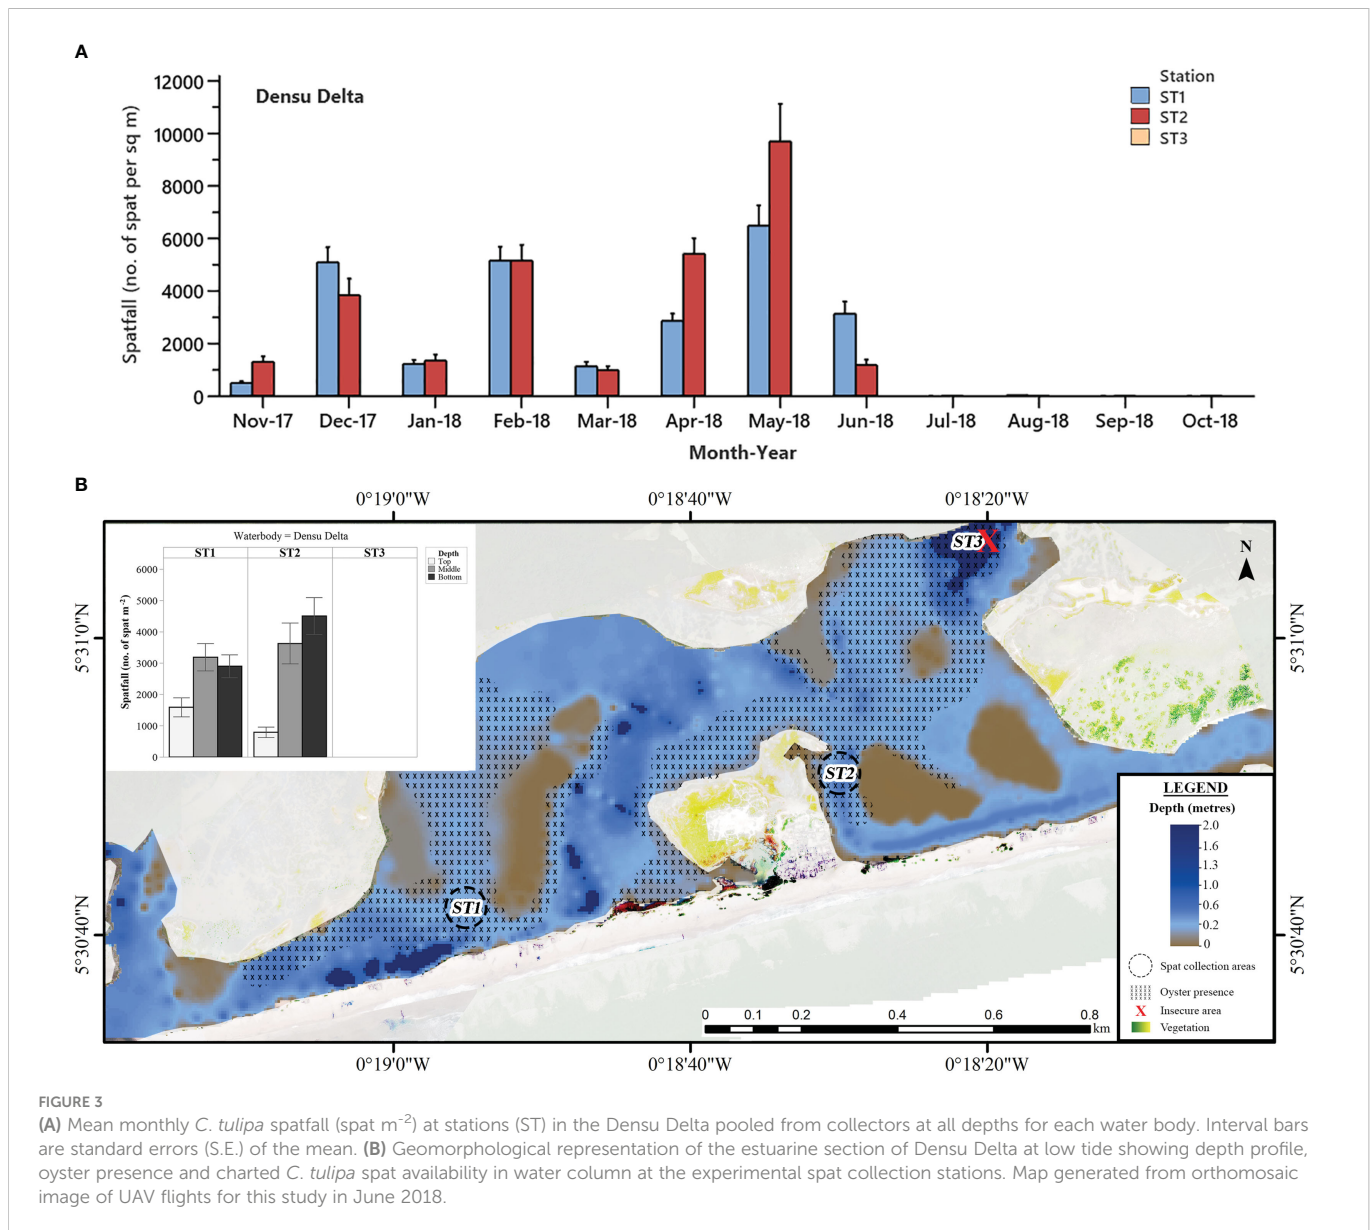 A
Densu Delta
Station
ST1
ST2
ST3
Spatfall (no. of spat per sq m)
12000
10000
8000
6000
4000
2000
0
Nov-17 Dec-17 Jan-18 Feb-18 Mar-18 Apr-18 May-18 Jun-18 Jul-18 Aug-18 Sep-18 Oct-18
Month-Year
B
0°19'0"W 0°18'40"W 0°18'20"W
Waterbody = Densu Delta
ST1 ST2 ST3
Depth
Top
Middle
Bottom
Spatfall (no. of spat m⁻²)
6000
5000
4000
3000
2000
1000
0
5°31'0"N
5°30'40"N
ST3
X
N
ST2
ST1
5°31'0"N
5°30'40"N
LEGEND
Depth (metres)
2.0
1.6
1.3
1.0
0.6
0.2
0
Spat collection areas
Oyster presence
X Insecure area
Vegetation
0 0.1 0.2 0.4 0.6 0.8
km
0°19'0"W 0°18'40"W 0°18'20"W
FIGURE 3
(A) Mean monthly C. tulipa spatfall (spat m⁻²) at stations (ST) in the Densu Delta pooled from collectors at all depths for each water body. Interval bars
are standard errors (S.E.) of the mean. (B) Geomorphological representation of the estuarine section of Densu Delta at low tide showing depth profile,
oyster presence and charted C. tulipa spat availability in water column at the experimental spat collection stations. Map generated from orthomosaic
image of UAV flights for this study in June 2018.